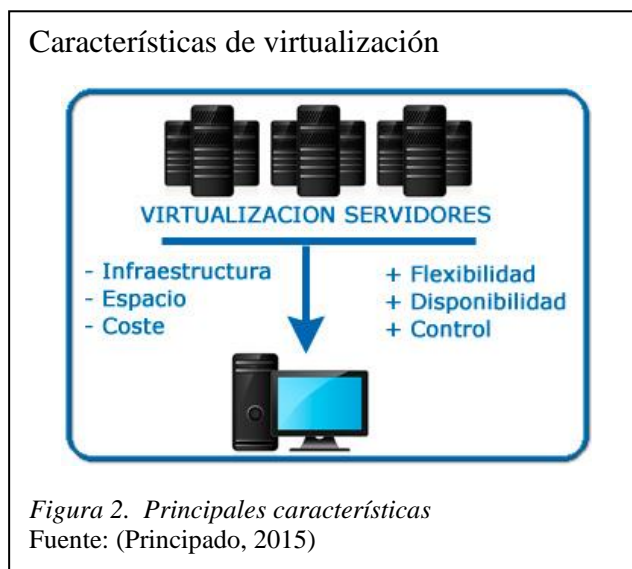 Características de virtualización
VIRTUALIZACION SERVIDORES
- Infraestructura
- Espacio
- Coste
+ Flexibilidad
+ Disponibilidad
+ Control
Figura 2. Principales características
Fuente: (Principado, 2015)